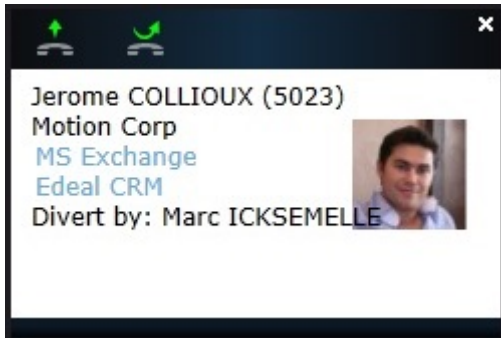 Jerome COLLIOUX (5023)
Motion Corp
MS Exchange
Edeal CRM
Divert by: Marc ICKSEMELLE